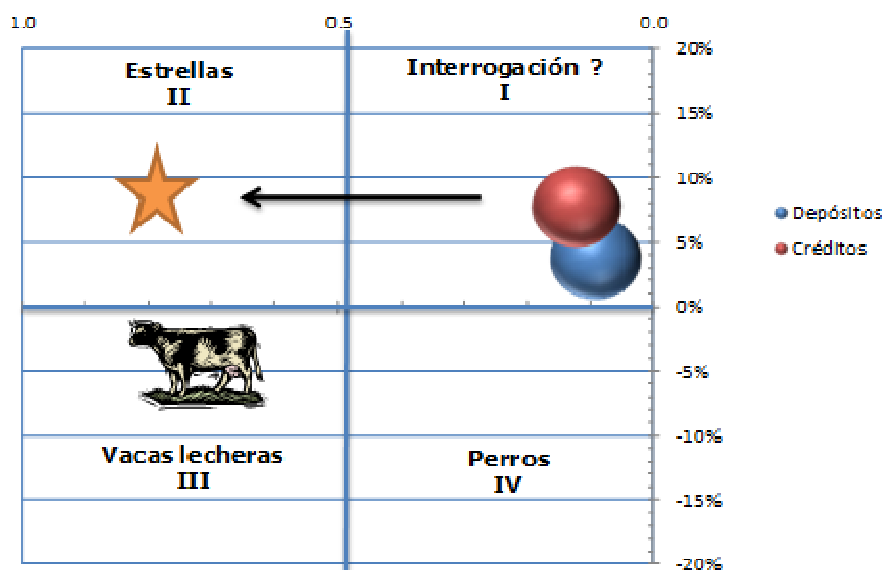 1.0 0.5 0.0
Estrellas
II
Interrogación ?
I
20%
15%
10%
5%
0%
-5%
-10%
-15%
-20%
Depósitos
Créditos
Vacas lecheras
III
Perros
IV